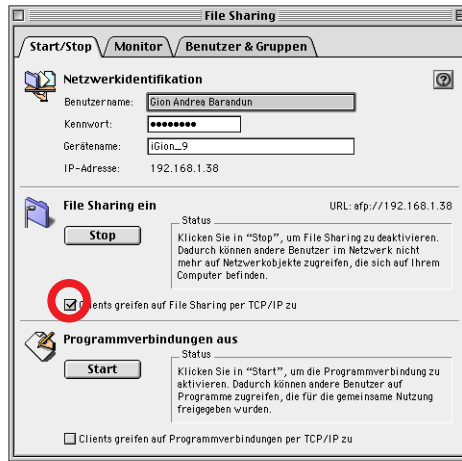 File Sharing
Start/Stop Monitor Benutzer & Gruppen
Netzwerkidentifikation
Benutzername: Gion Andrea Barandun
Kennwort: ••••••••
Gerätename: iGion_9
IP-Adresse: 192.168.1.38
File Sharing ein URL: afp://192.168.1.38
Status
Stop
Klicken Sie in “Stop”, um File Sharing zu deaktivieren.
Dadurch können andere Benutzer im Netzwerk nicht
mehr auf Netzwerkobjekte zugreifen, die sich auf Ihrem
Computer befinden.
Clients greifen auf File Sharing per TCP/IP zu
Programmverbindungen aus
Status
Start
Klicken Sie in “Start”, um die Programmverbindung zu
aktivieren. Dadurch können andere Benutzer auf
Programme zugreifen, die für die gemeinsame Nutzung
freigegeben wurden.
Clients greifen auf Programmverbindungen per TCP/IP zu